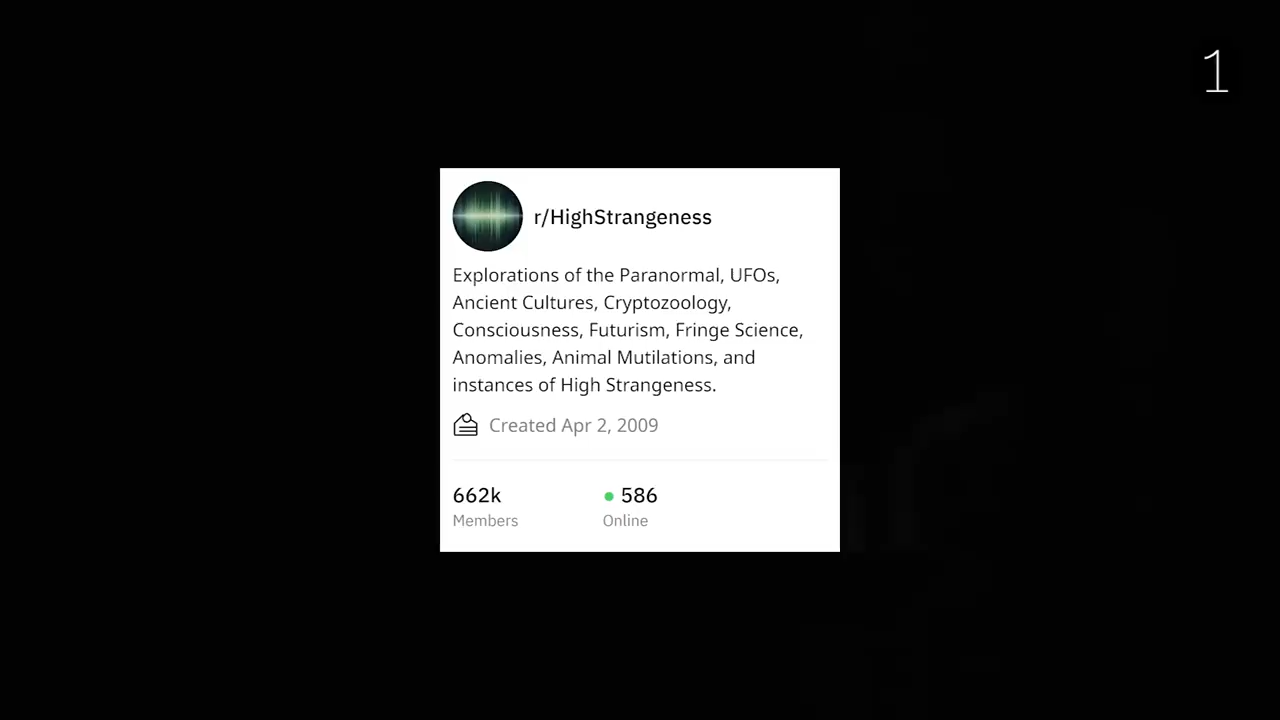 1
r/HighStrangeness
Explorations of the Paranormal, UFOs,
Ancient Cultures, Cryptozoology,
Consciousness, Futurism, Fringe Science,
Anomalies, Animal Mutilations, and
instances of High Strangeness.
Created Apr 2, 2009
662k
Members
586
Online